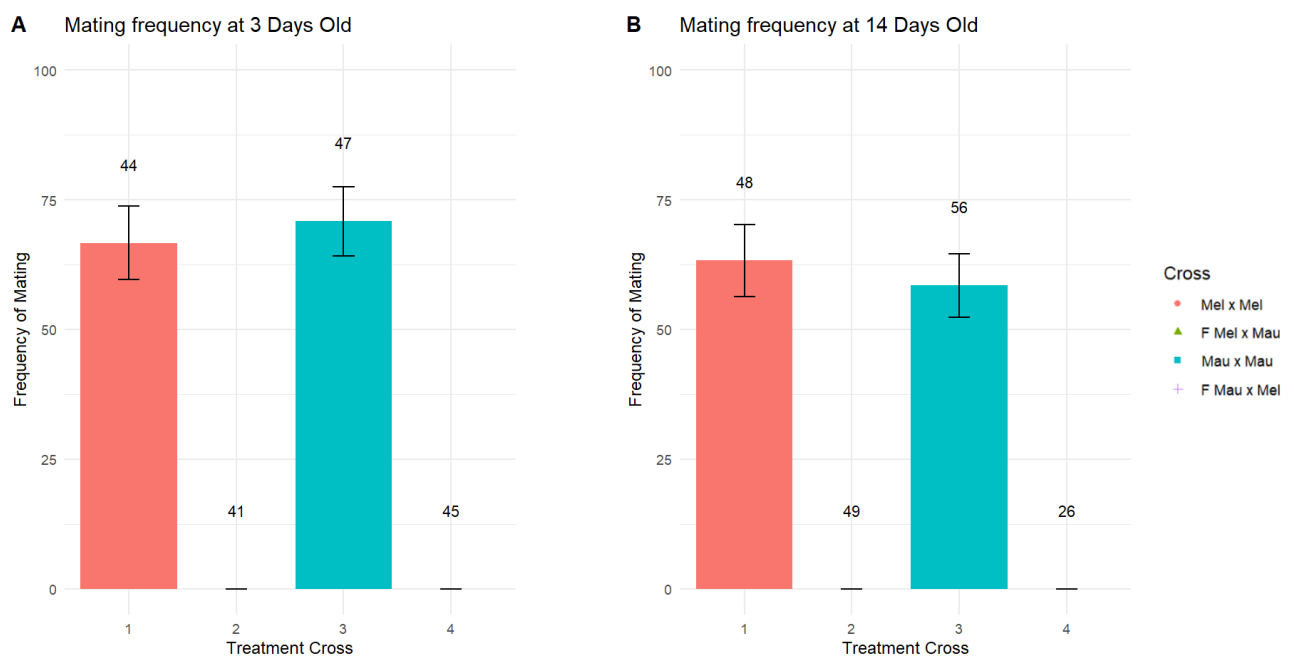 A Mating frequency at 3 Days Old
100
75
50
25
0
Frequency of Mating
44
41
47
45
1 2 3 4
Treatment Cross
B Mating frequency at 14 Days Old
100
75
50
25
0
Frequency of Mating
48
49
56
26
1 2 3 4
Treatment Cross
Cross
Mel x Mel
F Mel x Mau
Mau x Mau
F Mau x Mel